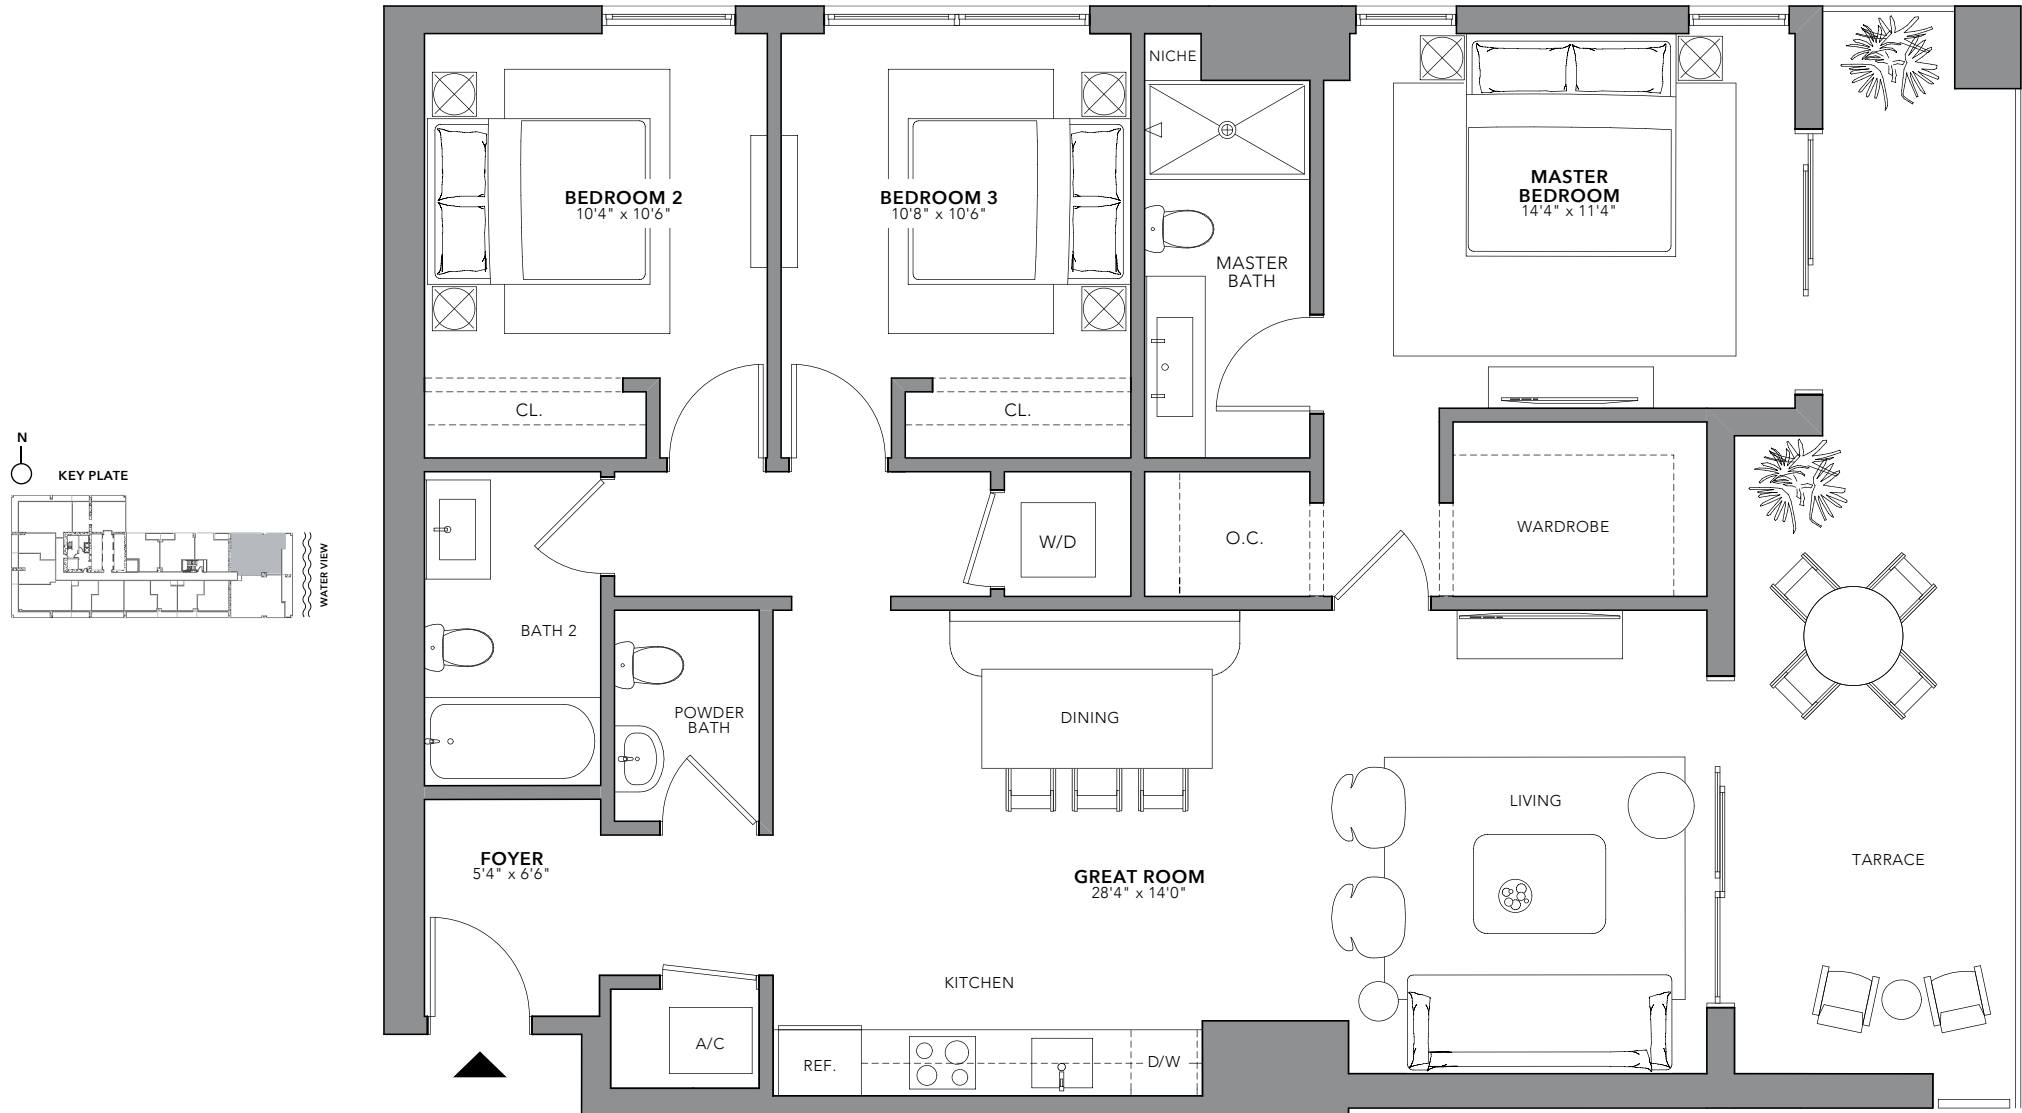 NICHE
BEDROOM 2
10'4" x 10'6"
BEDROOM 3
10'8" x 10'6"
MASTER
BEDROOM
14'4" x 11'4"
MASTER
BATH
CL.
CL.
N
KEY PLATE
WATER VIEW
W/D
O.C.
WARDROBE
BATH 2
POWDER
BATH
DINING
LIVING
FOYER
5'4" x 6'6"
GREAT ROOM
28'4" x 14'0"
TARRACE
KITCHEN
A/C
REF.
D/W